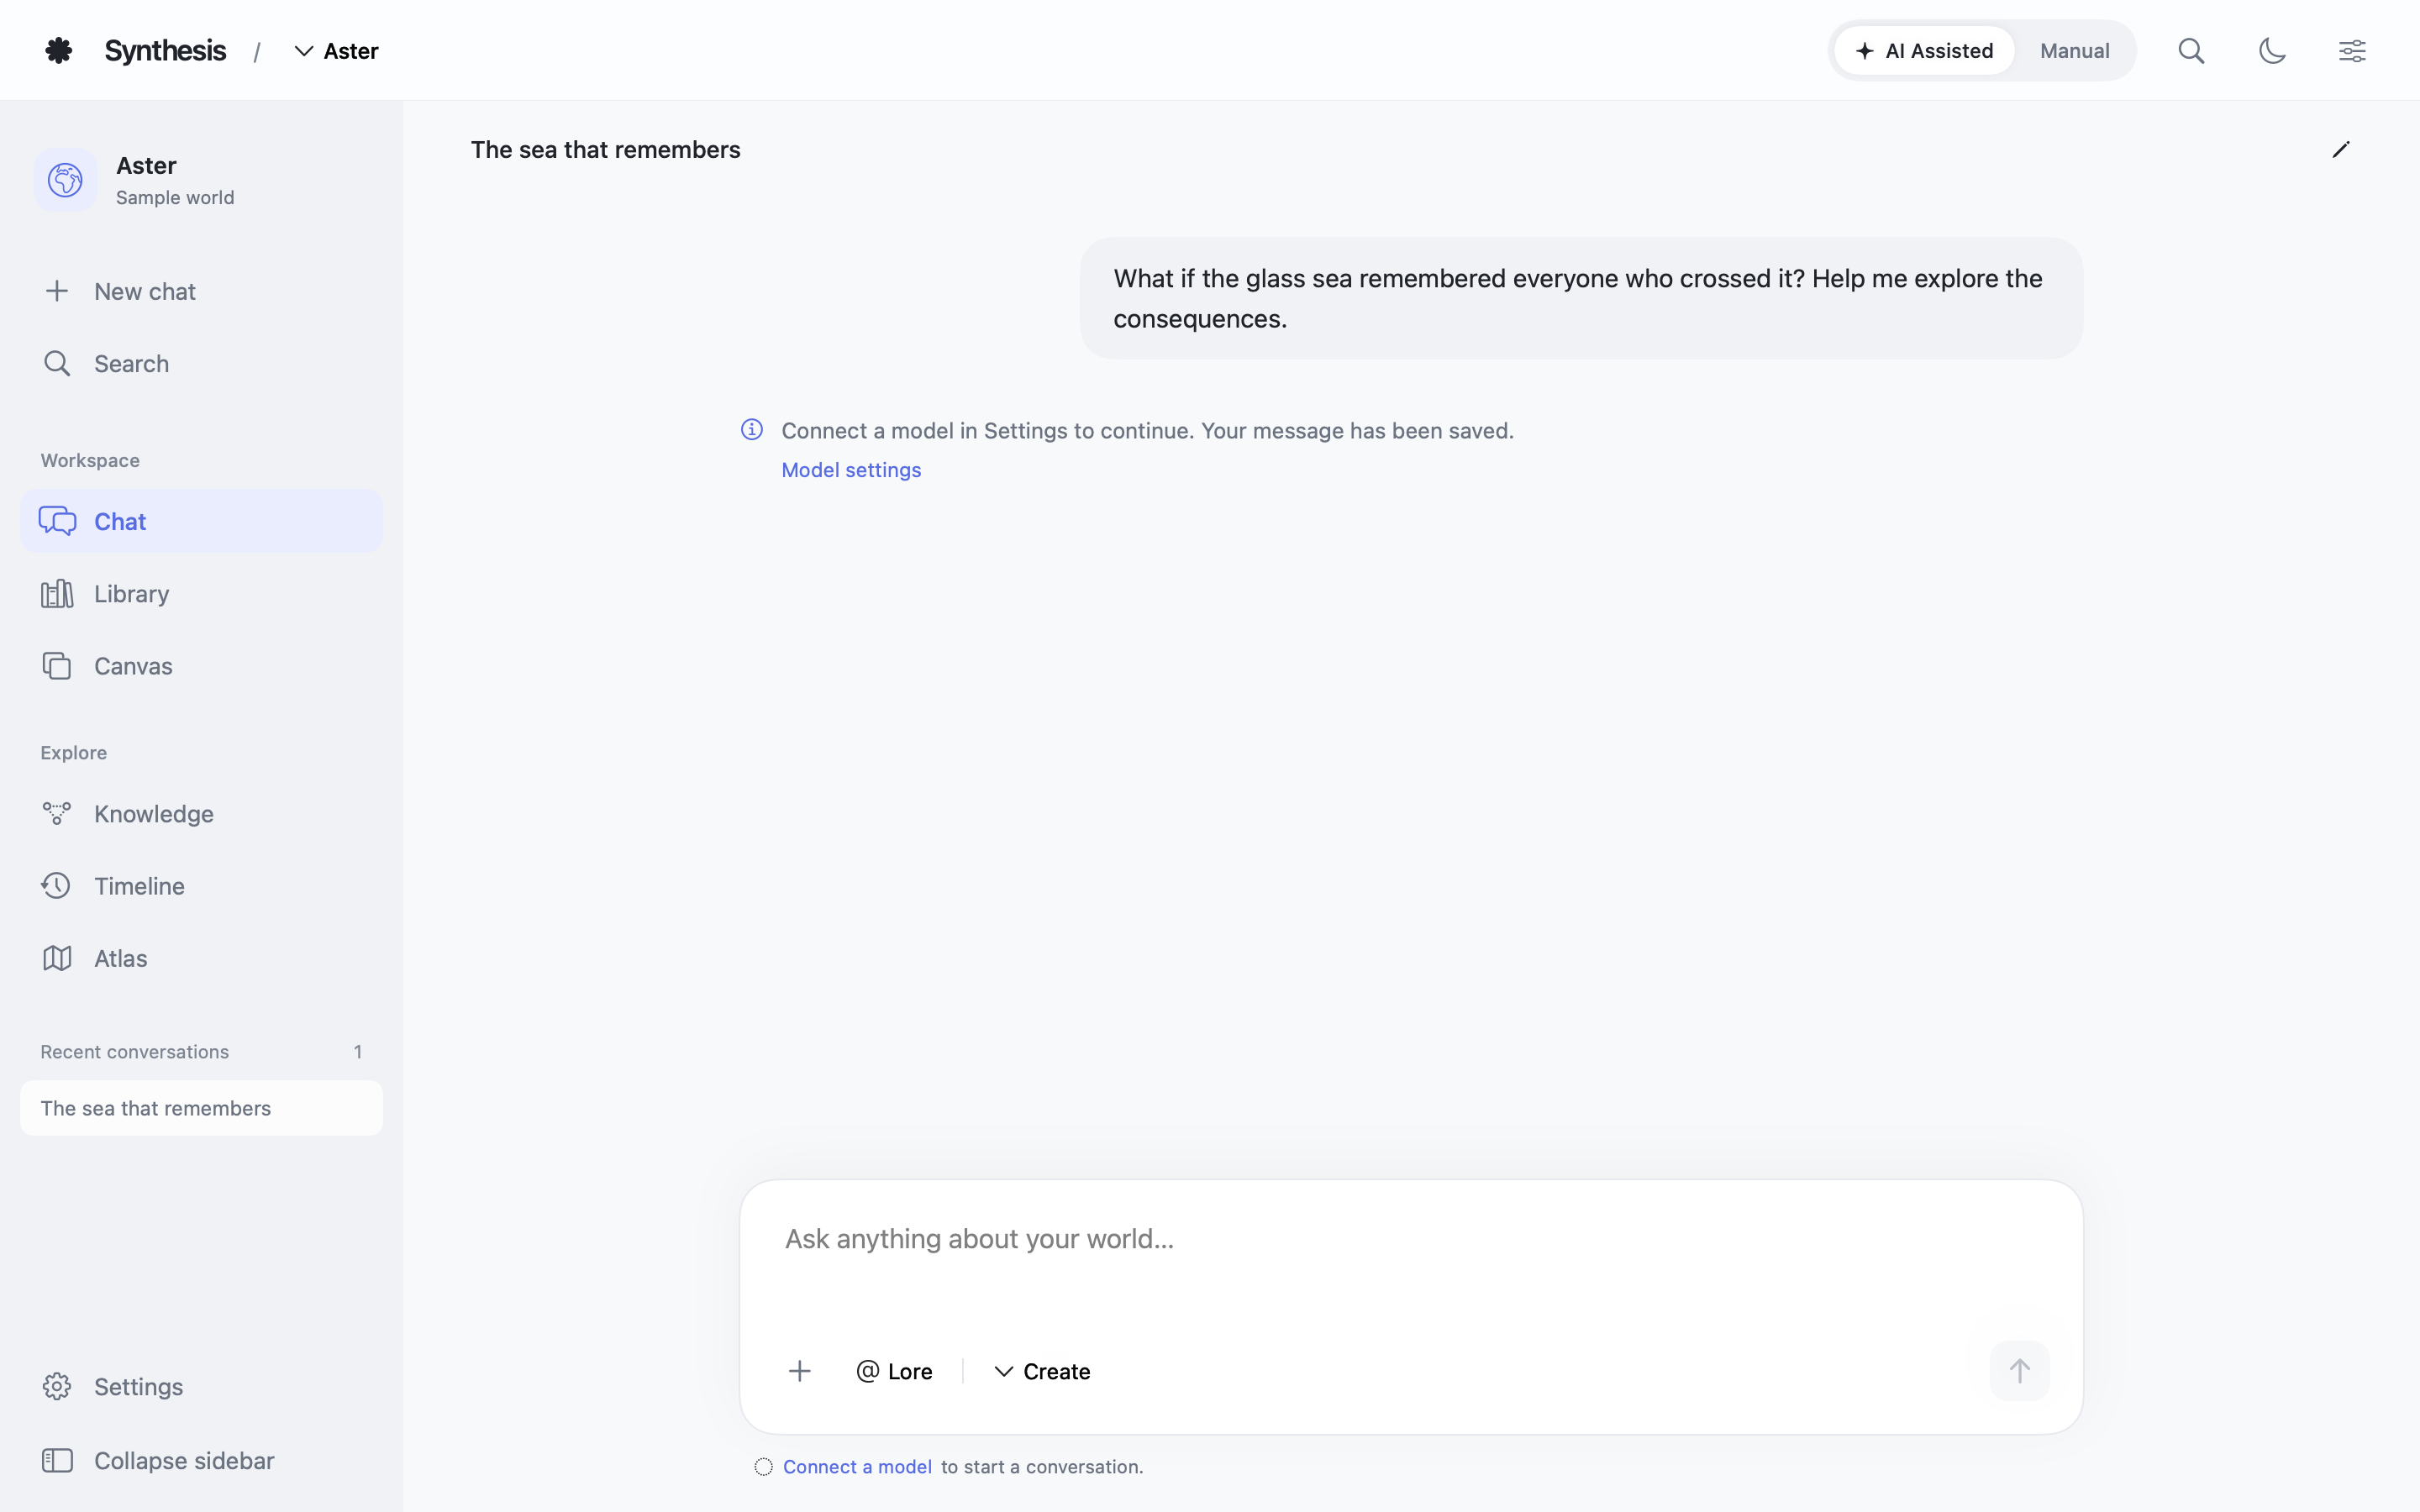 Synthesis / Aster
AI Assisted
Manual
Aster
Sample world
New chat
Search
Workspace
Chat
Library
Canvas
Explore
Knowledge
Timeline
Atlas
Recent conversations 1
The sea that remembers
Settings
Collapse sidebar
The sea that remembers
What if the glass sea remembered everyone who crossed it? Help me explore the
consequences.
Connect a model in Settings to continue. Your message has been saved.
Model settings
Ask anything about your world...
@ Lore
Create
Connect a model to start a conversation.